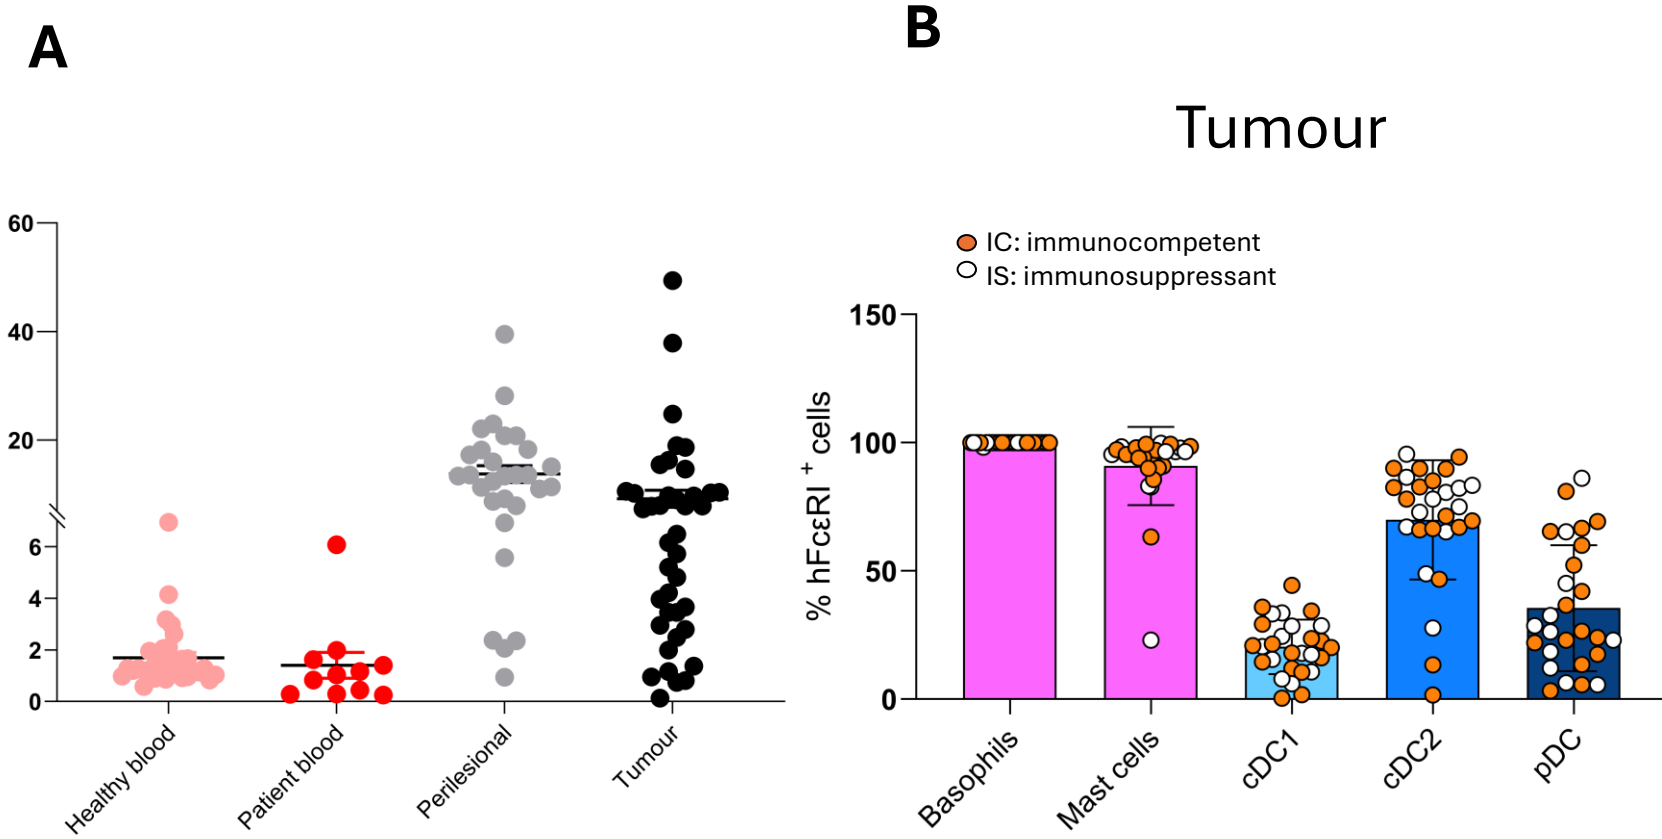 A
B
Tumour
IC: immunocompetent
IS: immunosuppressant
60
40
20
6
4
2
0
Healthy blood
Patient blood
Perilesional
Tumour
% hFcεRI + cells
150
100
50
0
Basophils
Mast cells
cDC1
cDC2
pDC